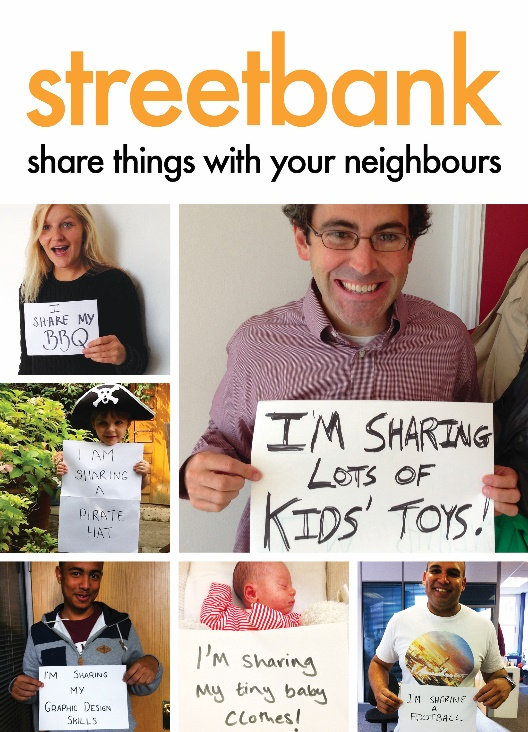 streetbank
share things with your neighbours
I
SHARE MY
BBQ
I'M SHARING
LOTS OF
KIDS' TOYS!
I AM
SHARING
A
PIRATE
HAT
I'M SHARING
MY
GRAPHIC DESIGN
SKILLS
I'M sharing
My tiny baby
Clothes!
I'M SHARING
A
FOOTBALL